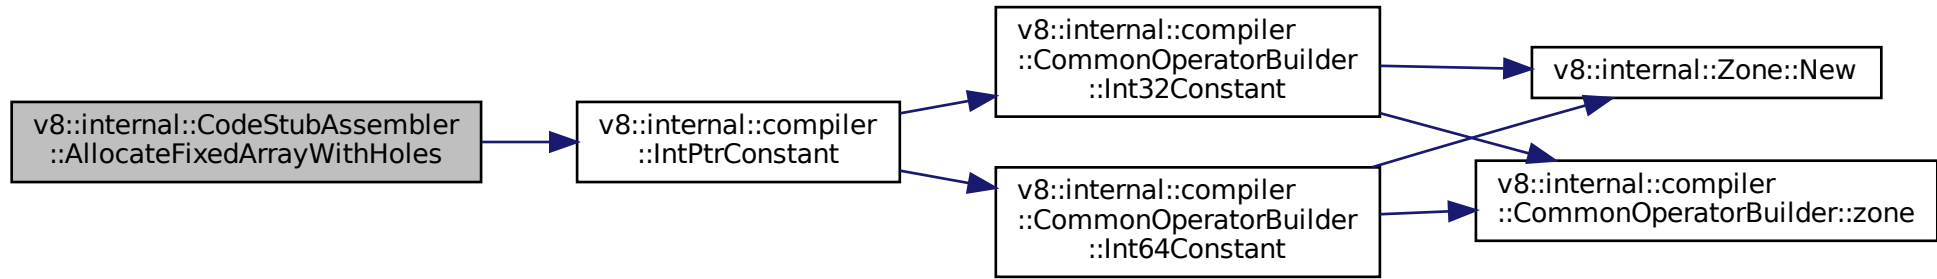 v8::internal::CodeStubAssembler
::AllocateFixedArrayWithHoles
v8::internal::compiler
::IntPtrConstant
v8::internal::compiler
::CommonOperatorBuilder
::Int32Constant
v8::internal::compiler
::CommonOperatorBuilder
::Int64Constant
v8::internal::Zone::New
v8::internal::compiler
::CommonOperatorBuilder::zone